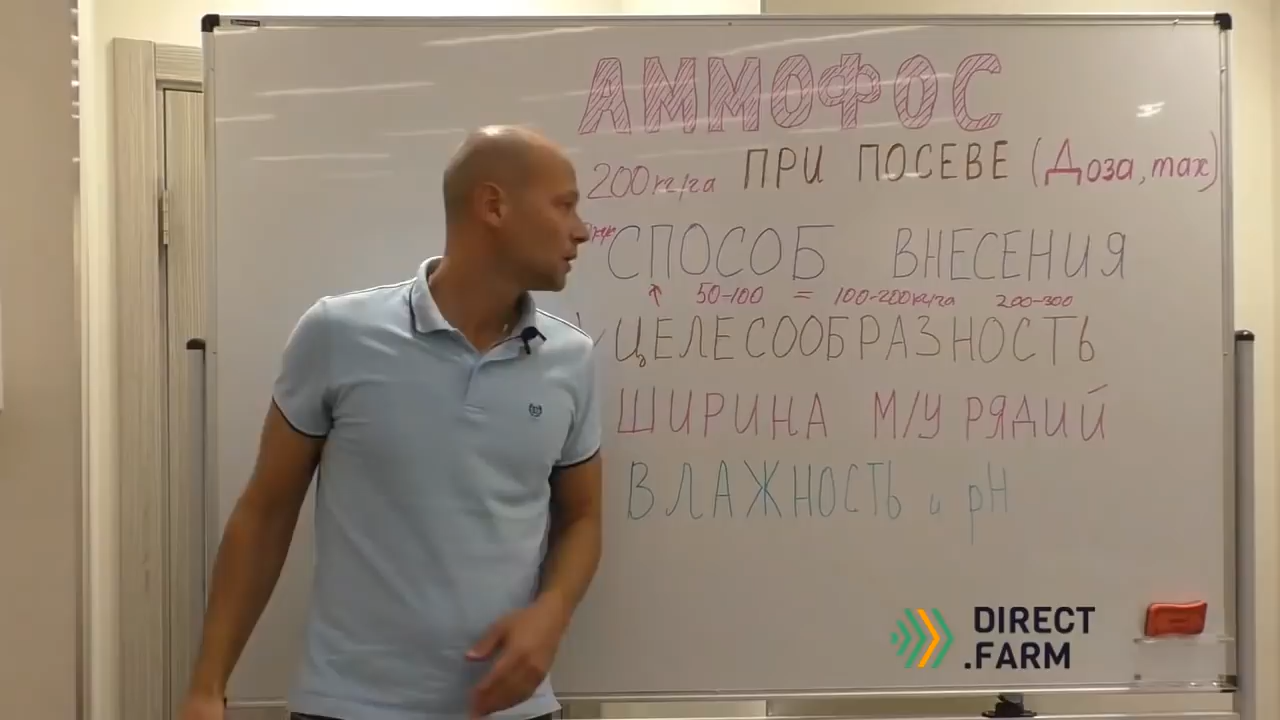 АММОФОС
200кг/га ПРИ ПОСЕВЕ (Доза, max)
СПОСОБ ВНЕСЕНИЯ
↑ 50-100 = 100-200кг/га 200-300
ЦЕЛЕСООБРАЗНОСТЬ
ШИРИНА М/У РЯДИЙ
ВЛАЖНОСТЬ и pH
DIRECT
.FARM